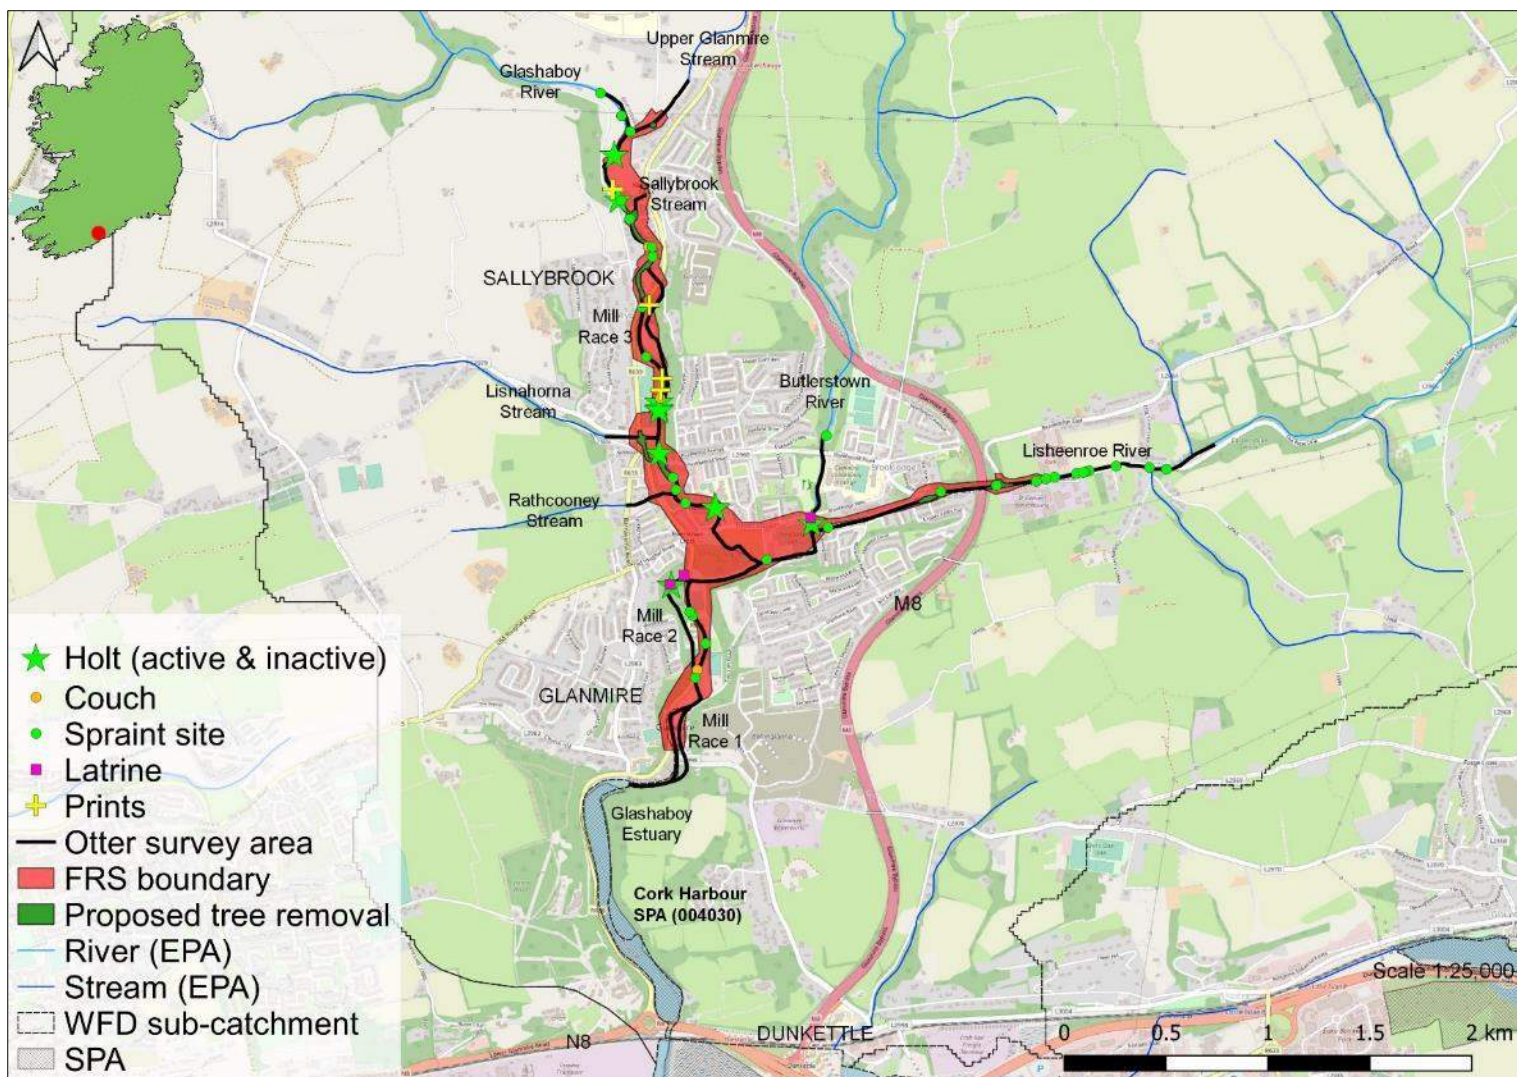 Upper Glanmire
Stream
Glashaboy
River
Sallybrook
Stream
SALLYBROOK
Mill
Race 3
Lisnahorna
Stream
Butlerstown
River
Lisheenroe River
Rathcooney
Stream
M8
Mill
Race 2
GLANMIRE
Mill
Race 1
Glashaboy
Estuary
Cork Harbour
SPA (004030)
N8
DUNKETTLE
Holt (active & inactive)
Couch
Spraint site
Latrine
Prints
Otter survey area
FRS boundary
Proposed tree removal
River (EPA)
Stream (EPA)
WFD sub-catchment
SPA
Scale 1:25,000
0 0.5 1 1.5 2 km